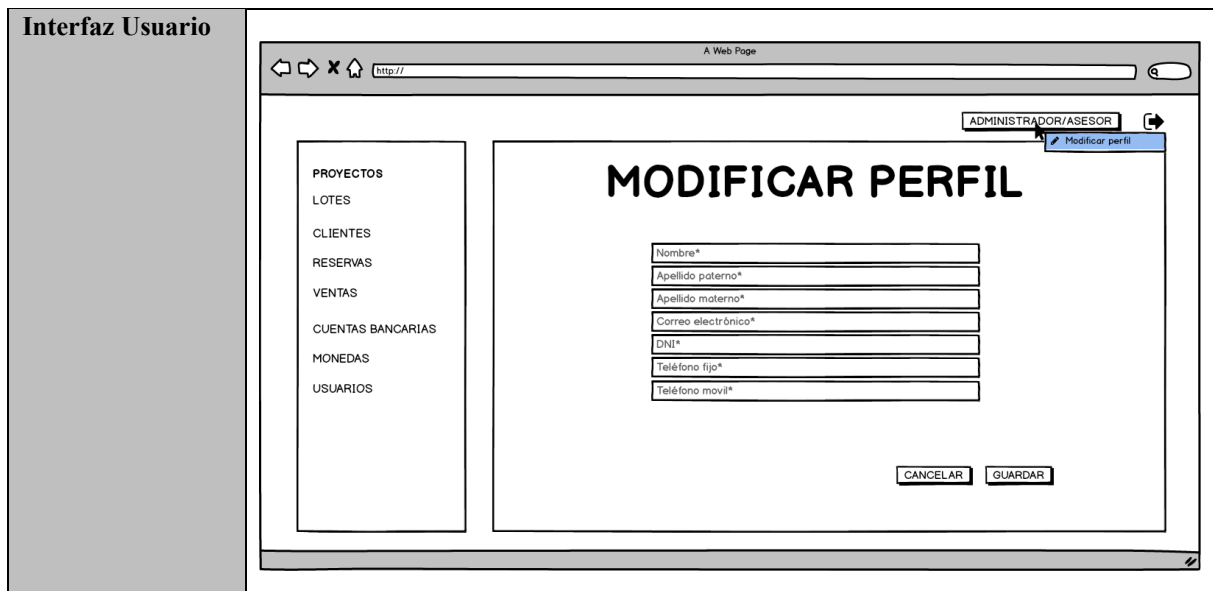 Interfaz Usuario
A Web Page
http://
ADMINISTRADOR/ASESOR
Modificar perfil
PROYECTOS
LOTES
CLIENTES
RESERVAS
VENTAS
CUENTAS BANCARIAS
MONEDAS
USUARIOS
MODIFICAR PERFIL
Nombre*
Apellido paterno*
Apellido materno*
Correo electrónico*
DNI*
Teléfono fijo*
Teléfono movil*
CANCELAR GUARDAR